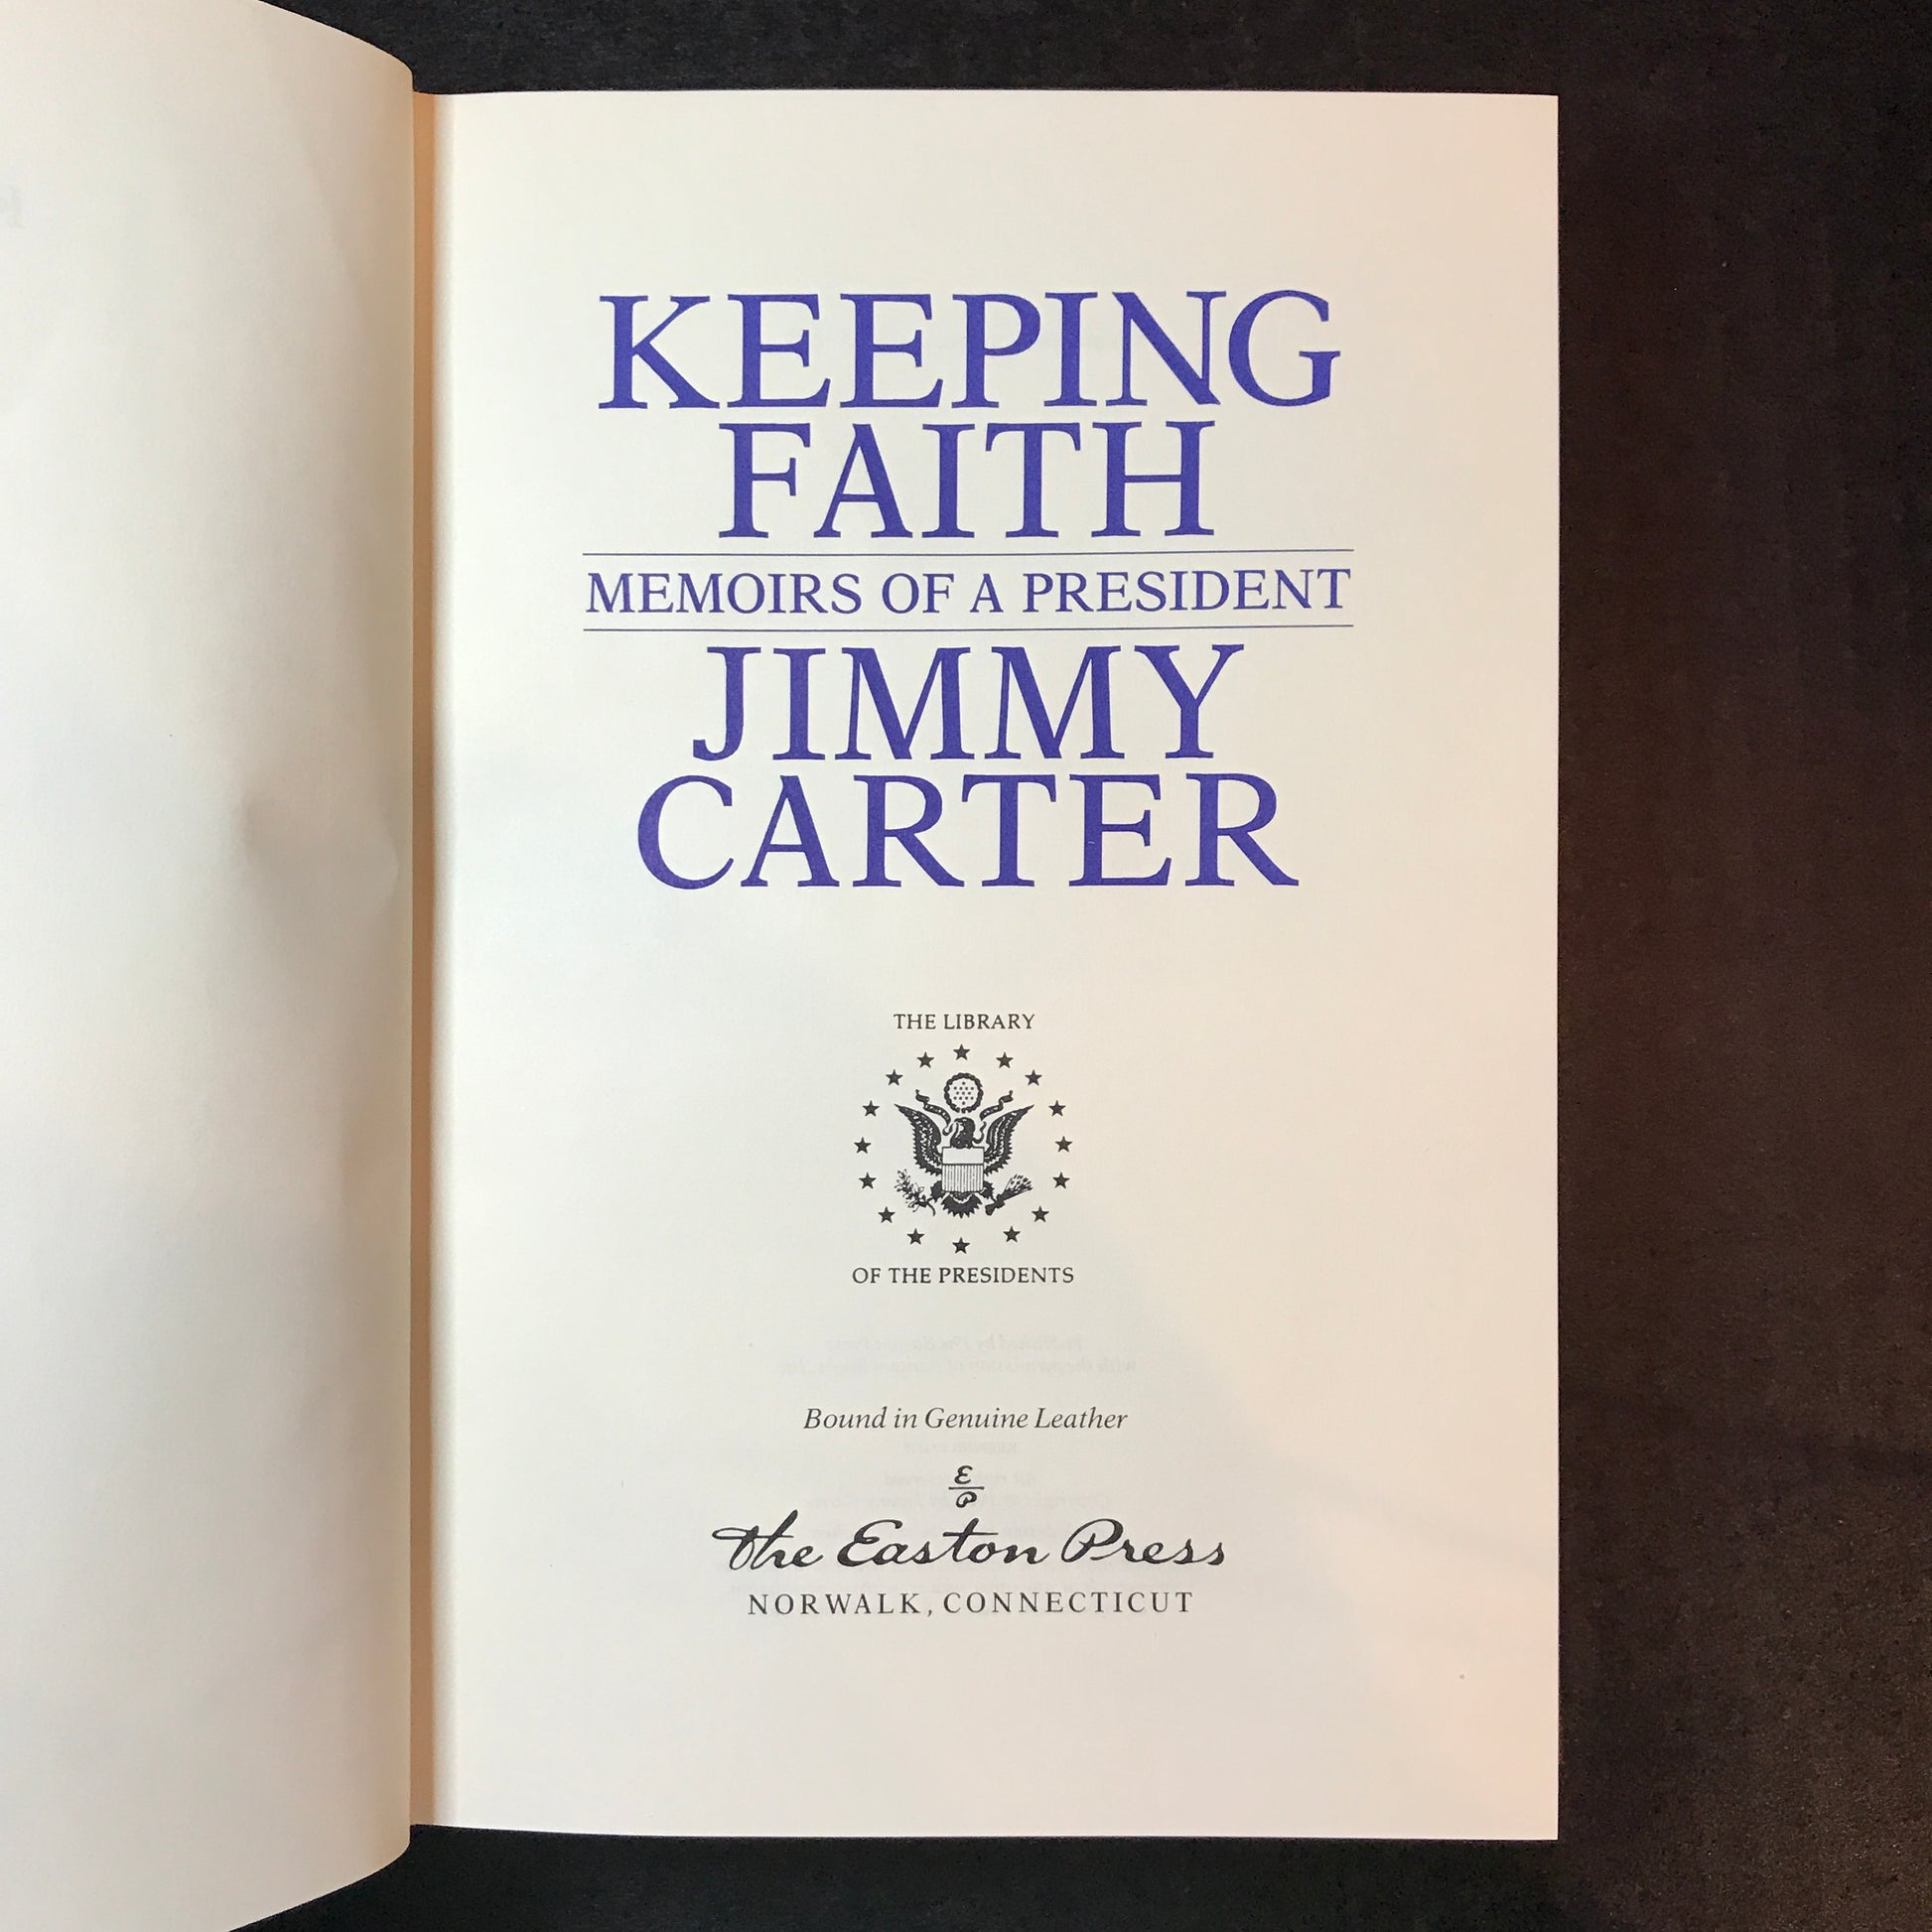 KEEPING
FAITH
MEMOIRS OF A PRESIDENT
JIMMY
CARTER
THE LIBRARY
OF THE PRESIDENTS
Bound in Genuine Leather
E
P
The Easton Press
NORWALK, CONNECTICUT